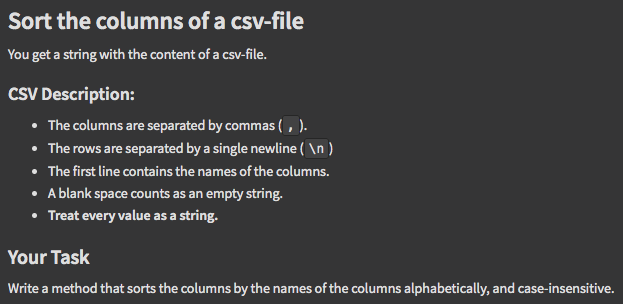 Sort the columns of a csv-file
You get a string with the content of a csv-file.
CSV Description:
• The columns are separated by commas ( , ).
• The rows are separated by a single newline ( \n )
• The first line contains the names of the columns.
• A blank space counts as an empty string.
• Treat every value as a string.
Your Task
Write a method that sorts the columns by the names of the columns alphabetically, and case-insensitive.